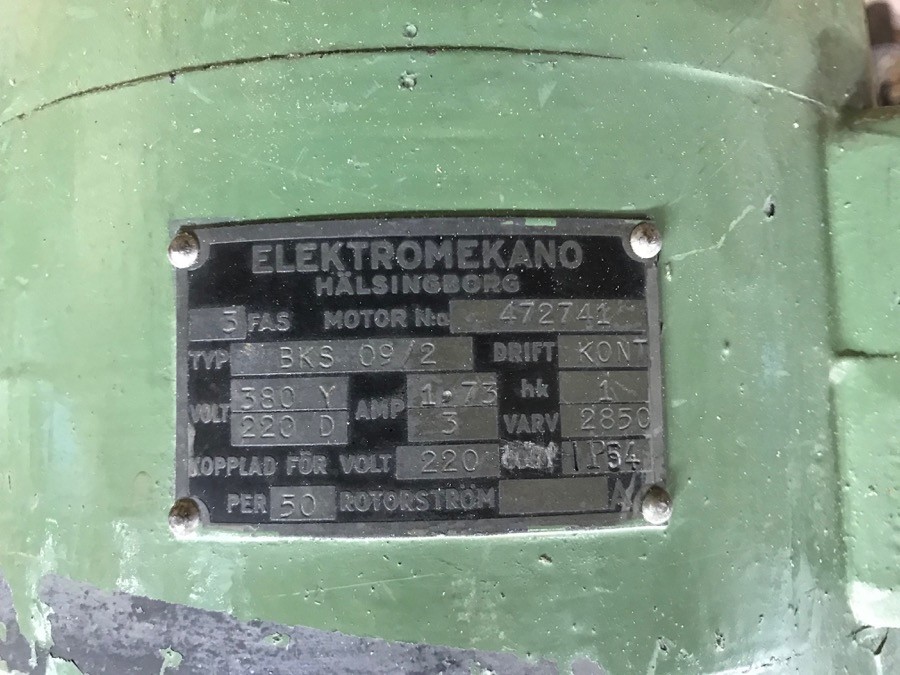 ELEKTROMEKANO
HÄLSINGBORG
3 FAS MOTOR N:o 472741
TYP BKS 09/2 DRIFT KONT
VOLT 380 Y AMP 1,73 hk 1
220 D 3 VARV 2850
KOPPLAD FÖR VOLT 220 IP54
PER 50 ROTORSTRÖM A